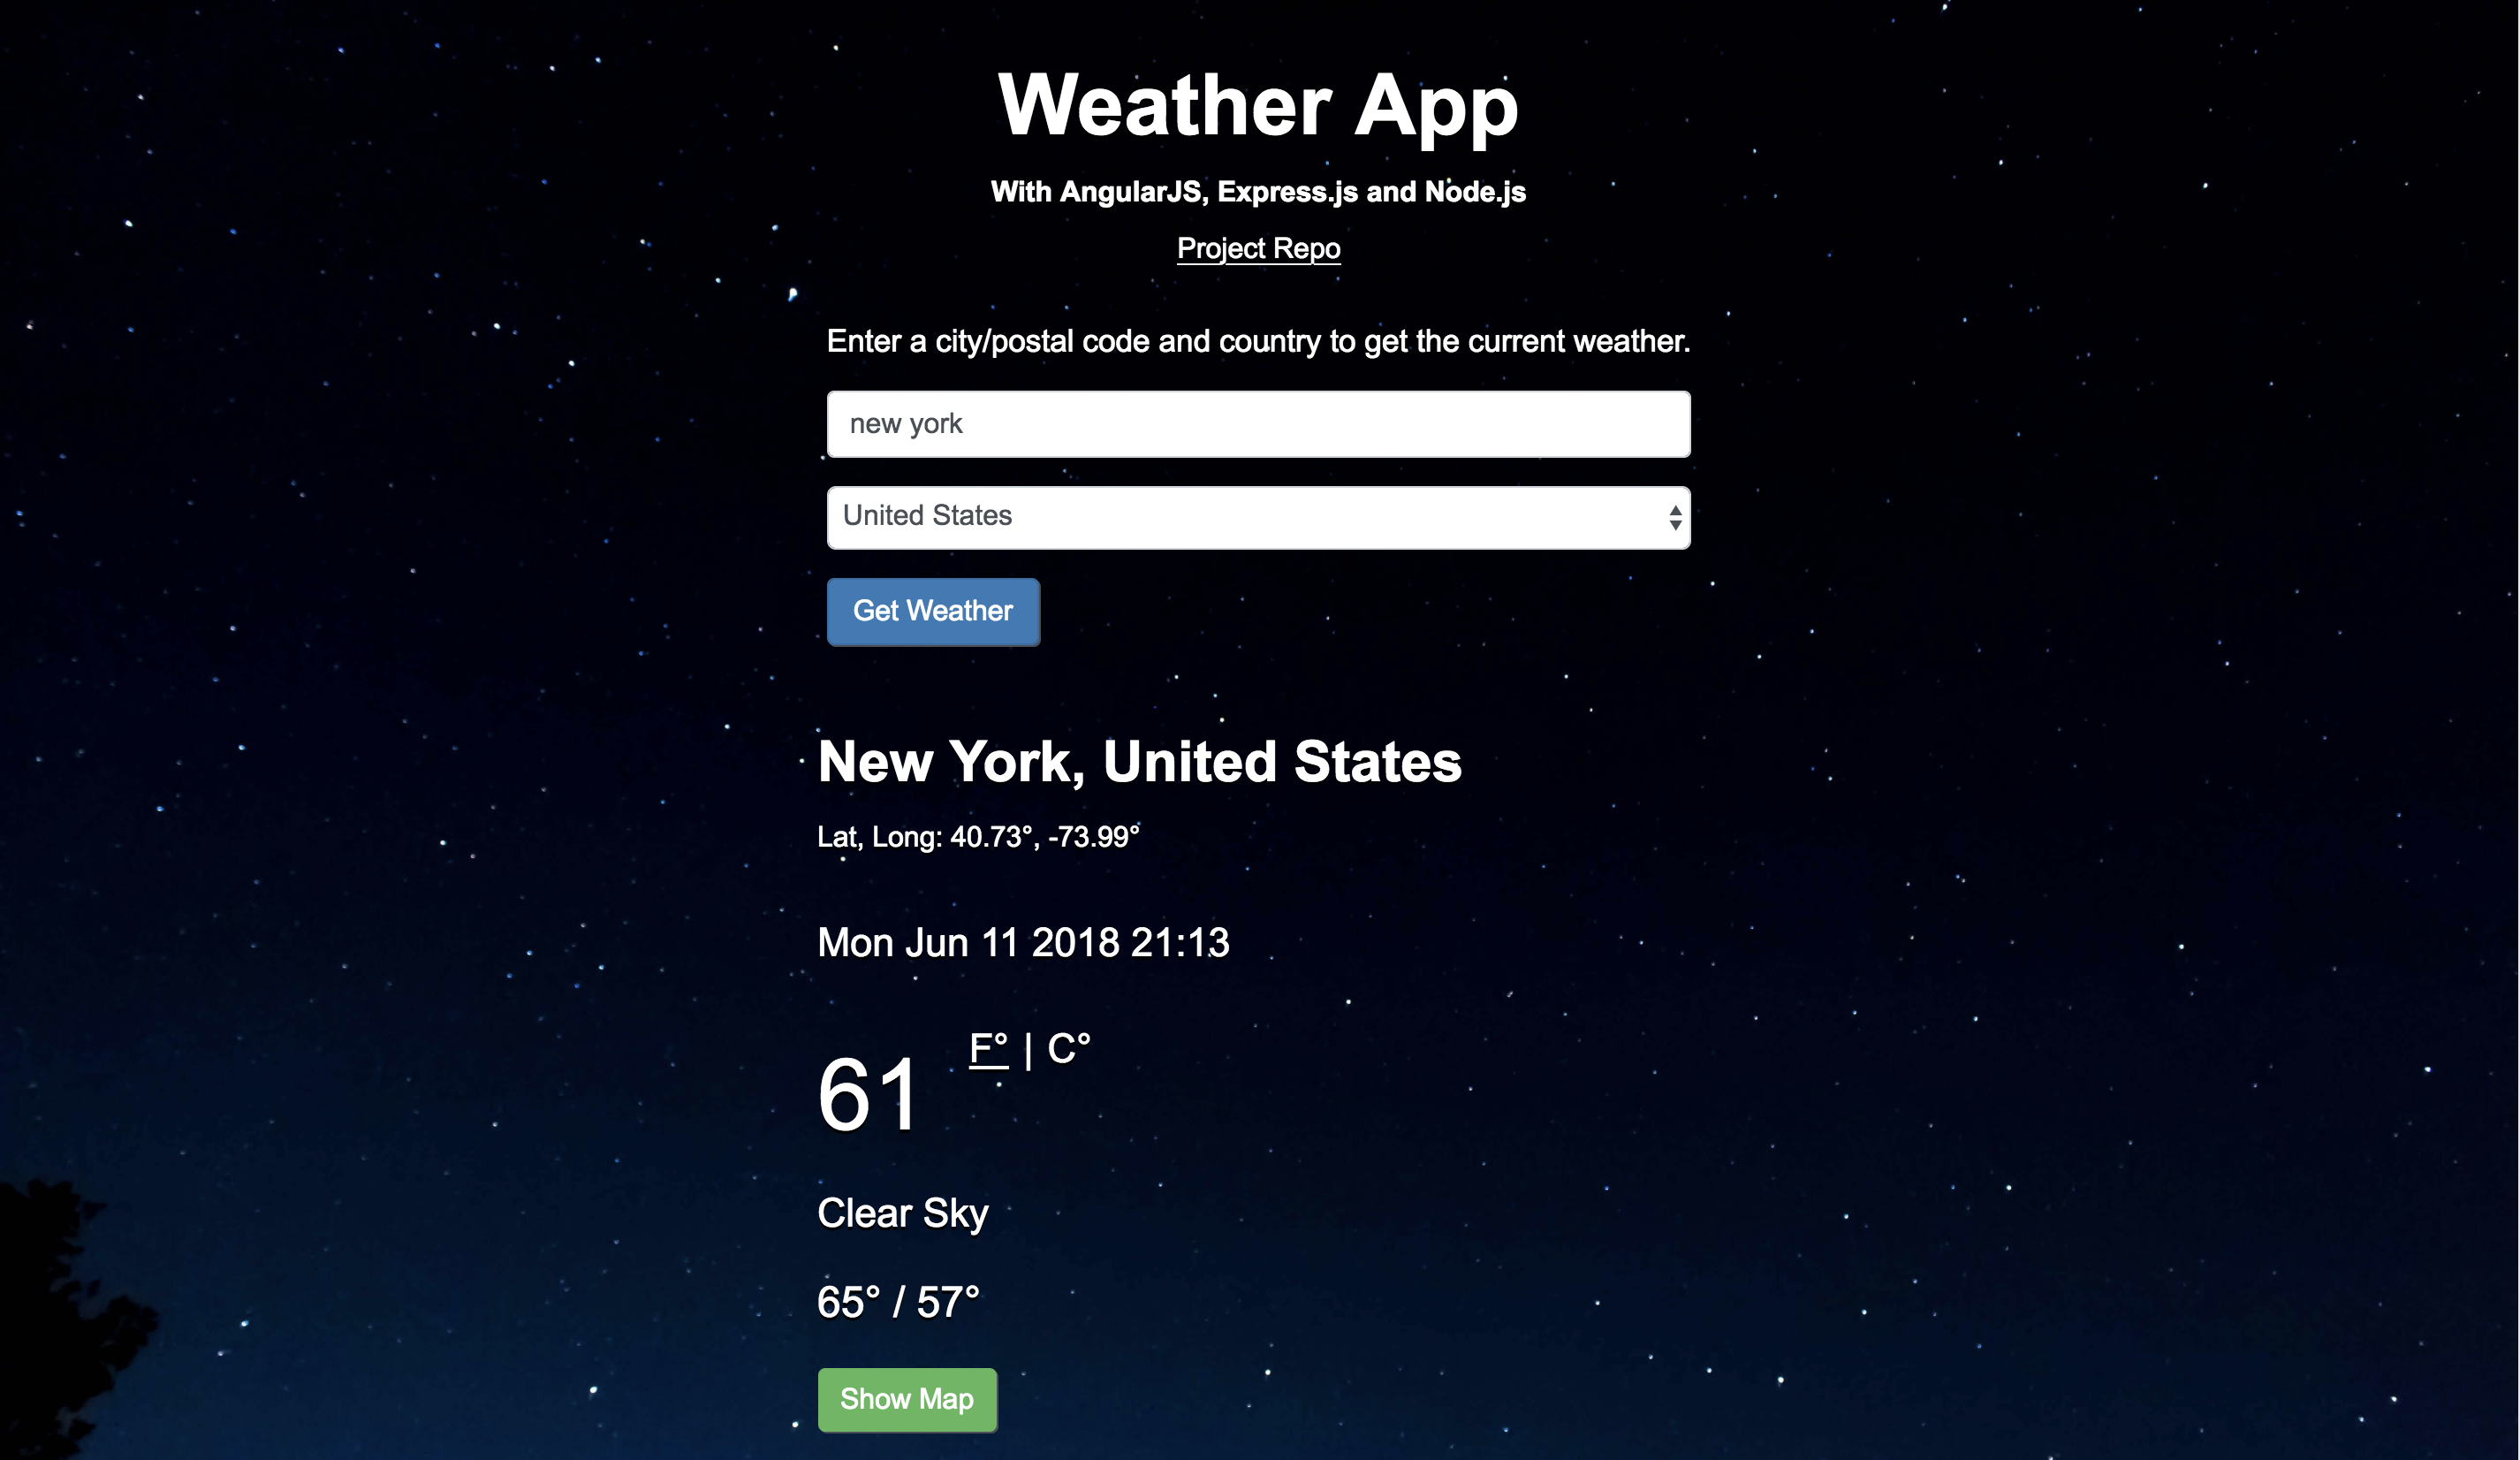 Weather App
With AngularJS, Express.js and Node.js
Project Repo
Enter a city/postal code and country to get the current weather.
new york
United States
Get Weather
New York, United States
Lat, Long: 40.73°, -73.99°
Mon Jun 11 2018 21:13
61 F° | C°
Clear Sky
65° / 57°
Show Map